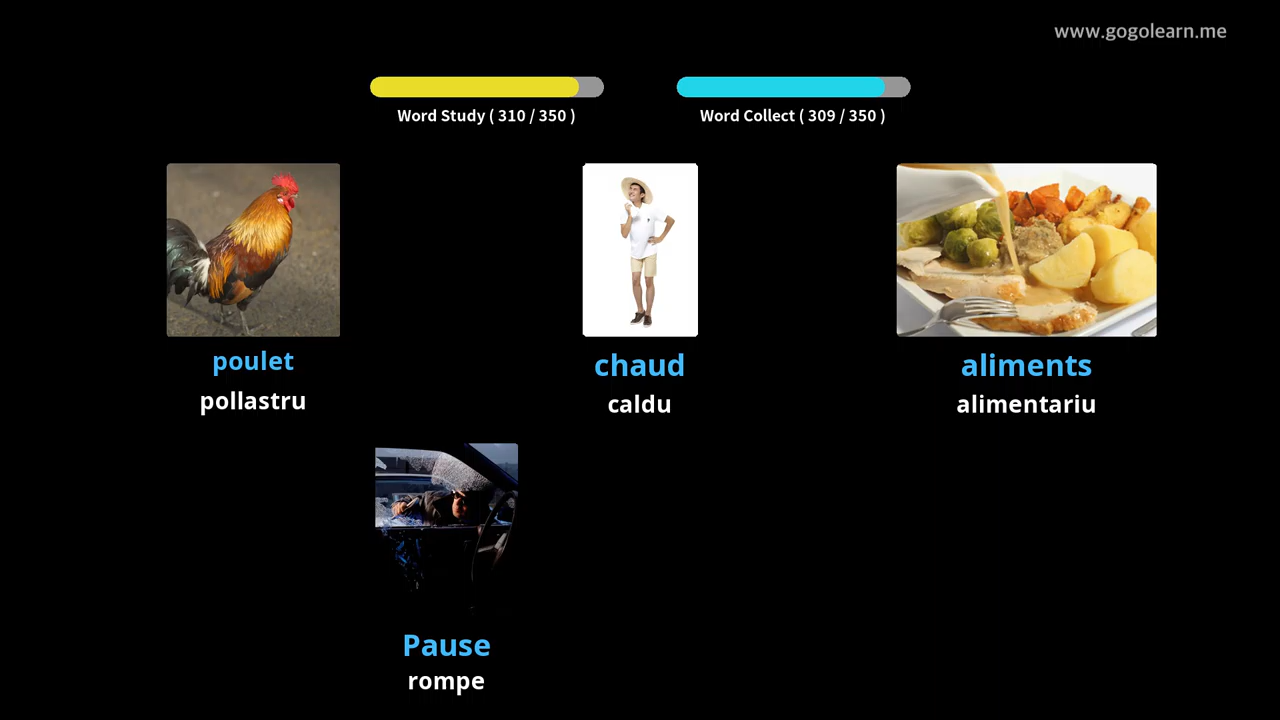 www.gogolearn.me
Word Study ( 310 / 350 )
Word Collect ( 309 / 350 )
poulet
pollastru
chaud
caldu
aliments
alimentariu
Pause
rompe